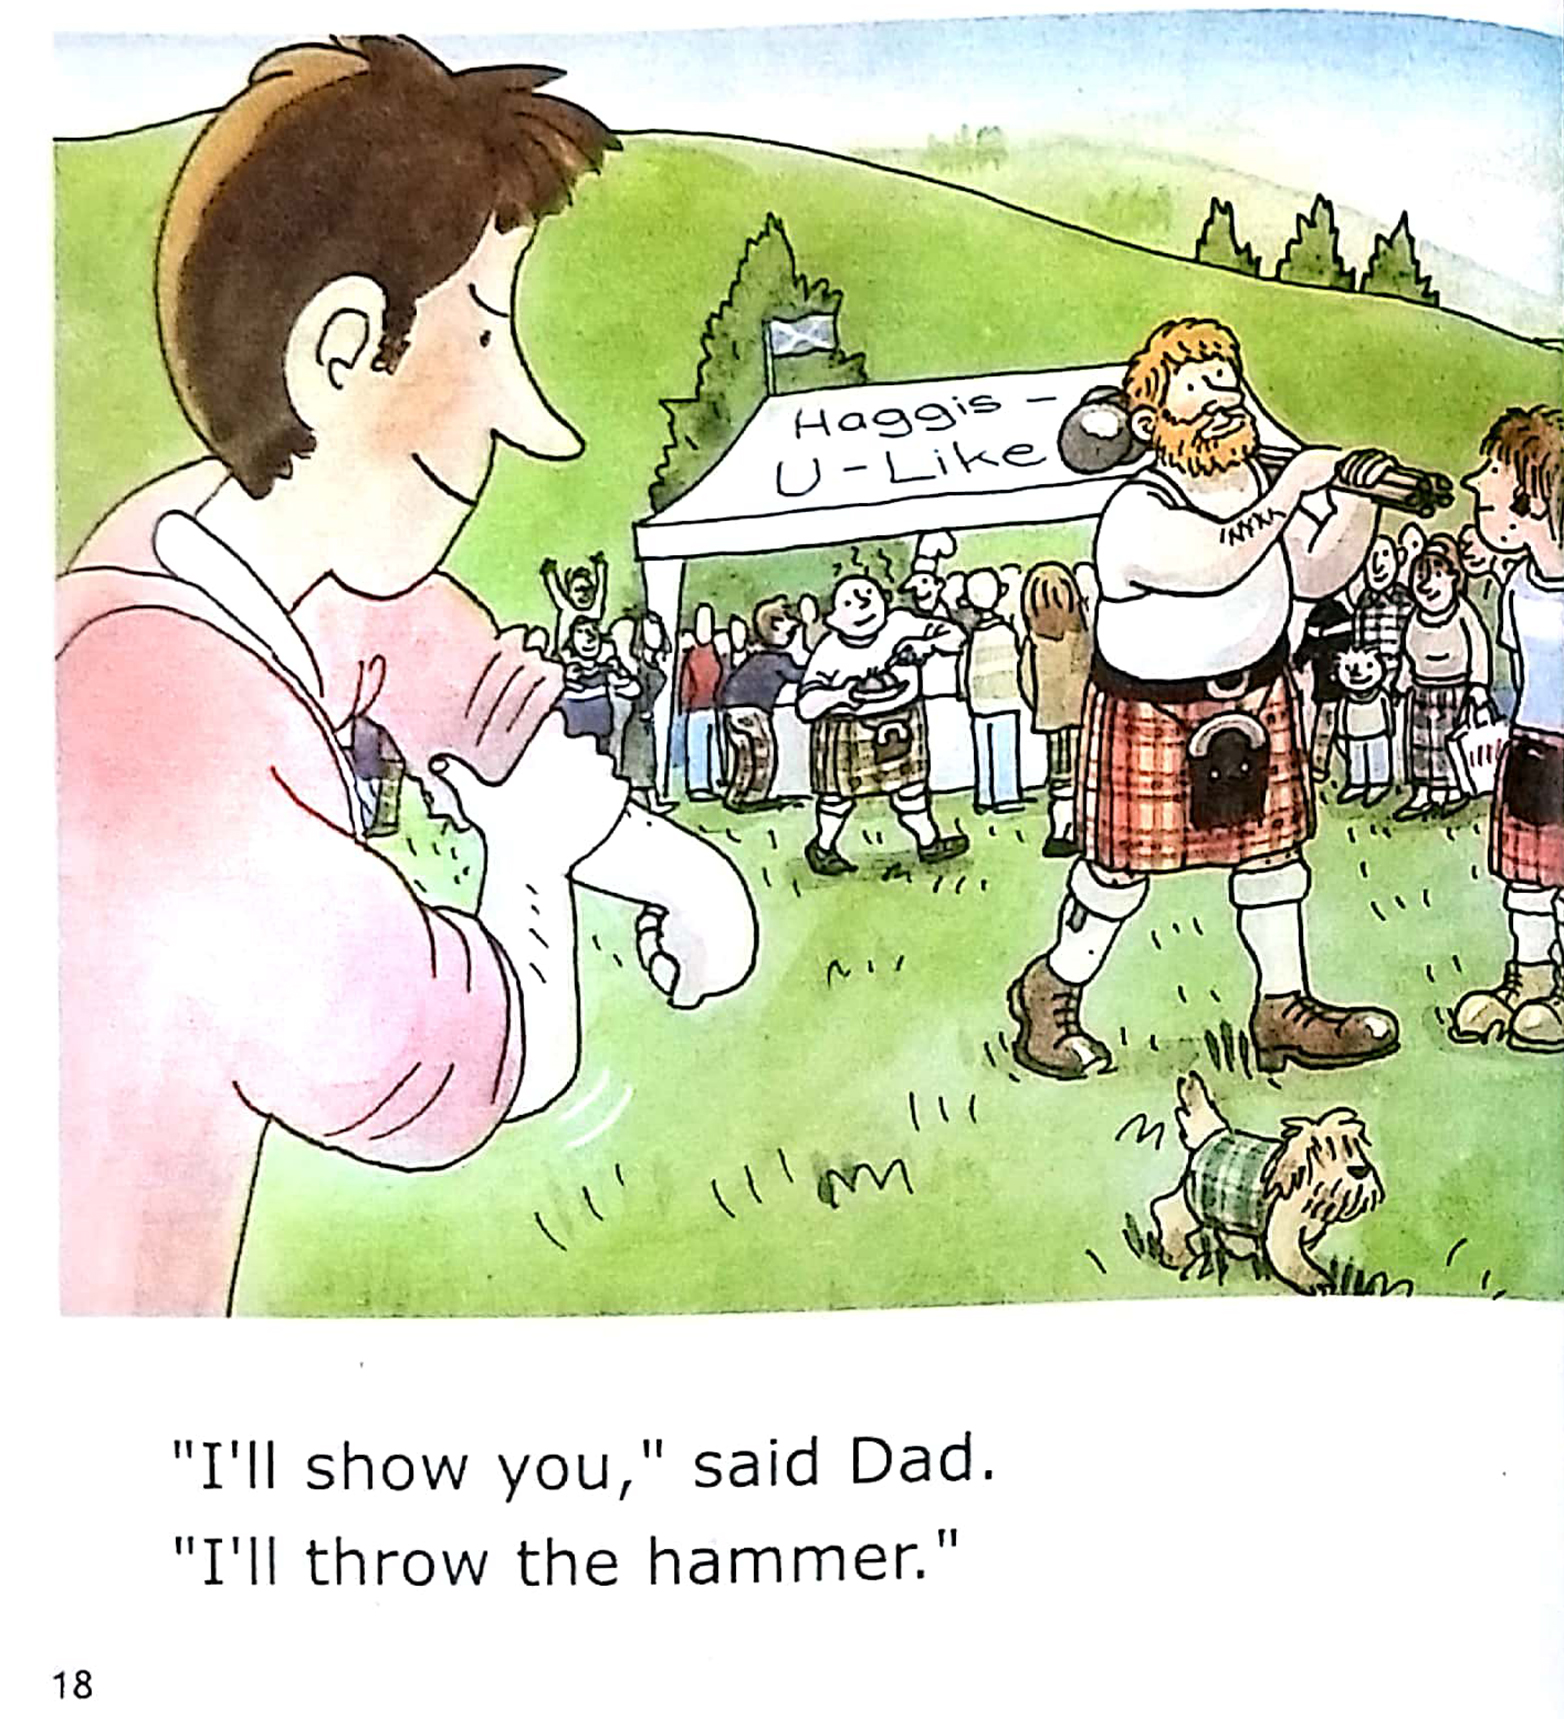 Haggis -
U - Like
"I'll show you," said Dad.
"I'll throw the hammer."
18